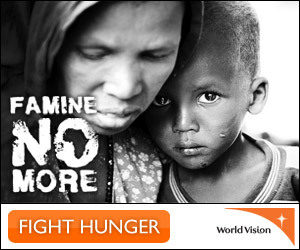 FAMINE
NO
MORE
FIGHT HUNGER
World Vision